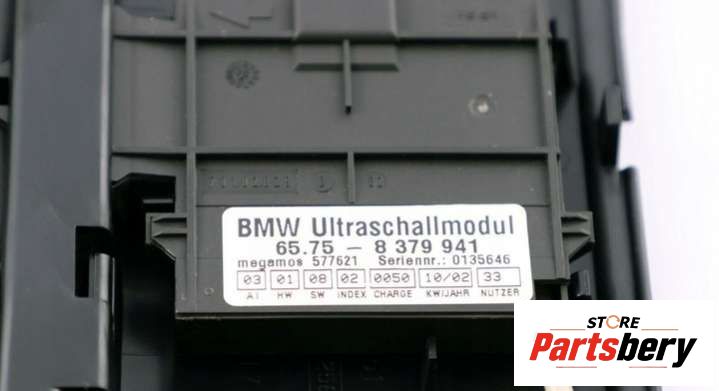 BMW Ultraschallmodul
65.75 – 8 379 941
megamos 577621 Seriennr.: 0135646
03 01 08 02 0050 10/02 33
AI HW SW INDEX CHARGE KW/JAHR NUTZER
STORE
Partsbery